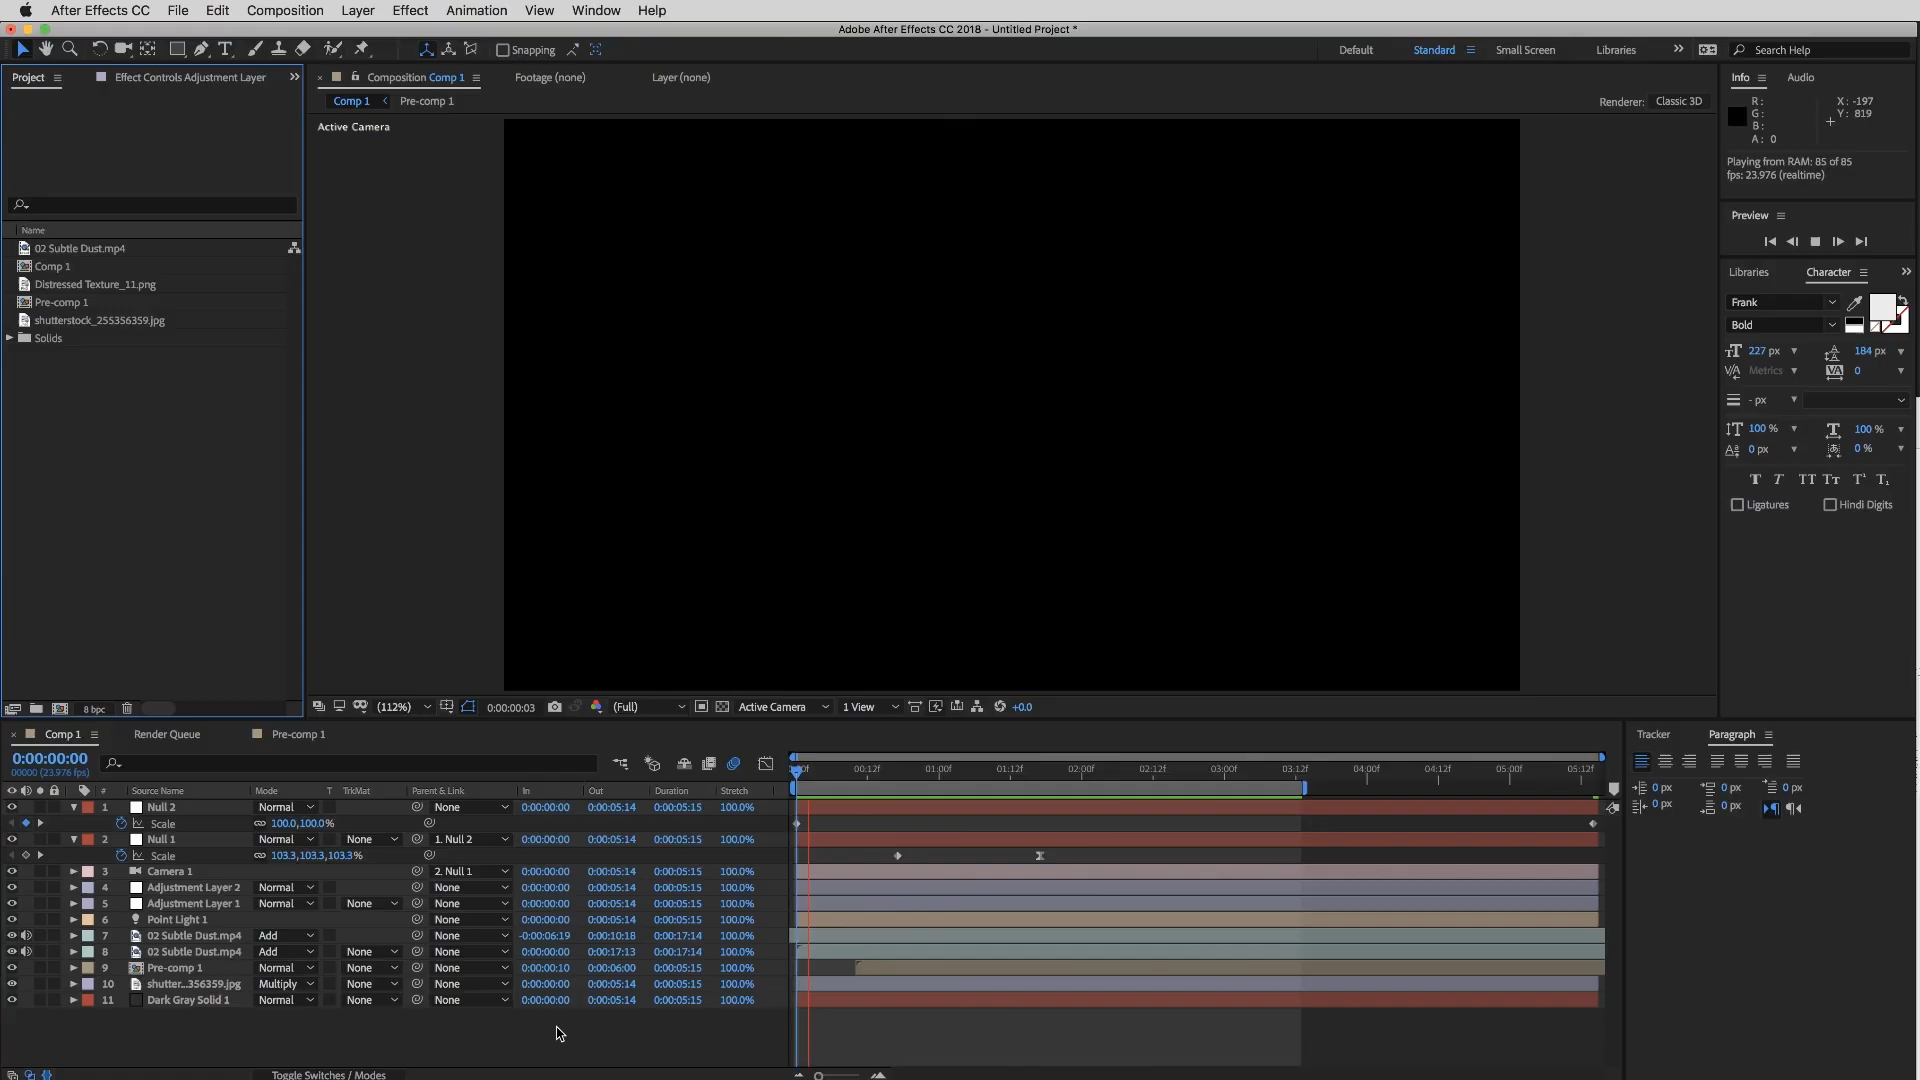 After Effects CC File Edit Composition Layer Effect Animation View Window Help
Adobe After Effects CC 2018 - Untitled Project *
Snapping Default Standard Small Screen Libraries Search Help
Project Effect Controls Adjustment Layer Composition Comp 1 Footage (none) Layer (none) Info Audio
Comp 1 Pre-comp 1 Renderer: Classic 3D
Active Camera
R: X: -197
G: Y: 819
B:
A: 0
Playing from RAM: 85 of 85
fps: 23.976 (realtime)
Preview
Name
02 Subtle Dust.mp4
Comp 1
Distressed Texture_11.png
Pre-comp 1
shutterstock_255356359.jpg
Solids
Libraries Character
Frank
Bold
227 px 184 px
Metrics 0
- px
100 % 100 %
0 px 0 %
Ligatures Hindi Digits
8 bpc (112%) 0:00:00:03 (Full) Active Camera 1 View +0.0
Comp 1 Render Queue Pre-comp 1 Tracker Paragraph
0:00:00:00
00000 (23.976 fps)
00:12f 01:00f 01:12f 02:00f 02:12f 03:00f 03:12f 04:00f 04:12f 05:00f 05:12f
# Source Name Mode T TrkMat Parent & Link In Out Duration Stretch
1 Null 2 Normal None 0:00:00:00 0:00:05:14 0:00:05:15 100.0%
Scale 100.0,100.0%
2 Null 1 Normal None 1. Null 2 0:00:00:00 0:00:05:14 0:00:05:15 100.0%
Scale 103.3,103.3,103.3%
3 Camera 1 2. Null 1 0:00:00:00 0:00:05:14 0:00:05:15 100.0%
4 Adjustment Layer 2 Normal None 0:00:00:00 0:00:05:14 0:00:05:15 100.0%
5 Adjustment Layer 1 Normal None None 0:00:00:00 0:00:05:14 0:00:05:15 100.0%
6 Point Light 1 None 0:00:00:00 0:00:05:14 0:00:05:15 100.0%
7 02 Subtle Dust.mp4 Add None -0:00:06:19 0:00:10:18 0:00:17:14 100.0%
8 02 Subtle Dust.mp4 Add None None 0:00:00:00 0:00:17:13 0:00:17:14 100.0%
9 Pre-comp 1 Normal None None 0:00:00:10 0:00:06:00 0:00:05:15 100.0%
10 shutter...356359.jpg Multiply None None 0:00:00:00 0:00:05:14 0:00:05:15 100.0%
11 Dark Gray Solid 1 Normal None None 0:00:00:00 0:00:05:14 0:00:05:15 100.0%
0 px 0 px 0 px
0 px 0 px
Toggle Switches / Modes